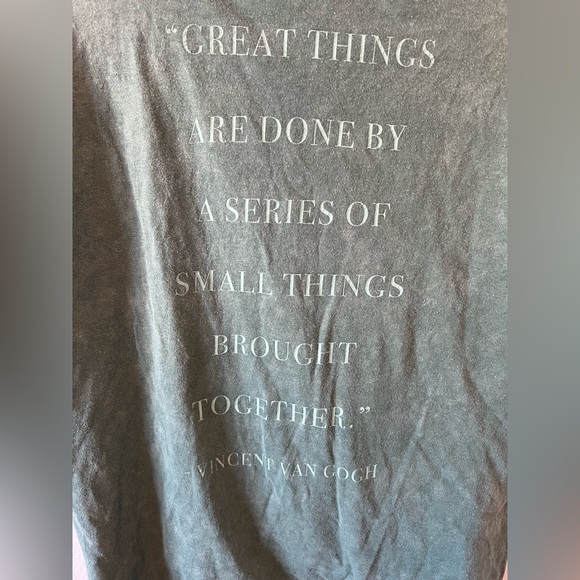 “GREAT THINGS
ARE DONE BY
A SERIES OF
SMALL THINGS
BROUGHT
TOGETHER.”
- VINCENT VAN GOGH